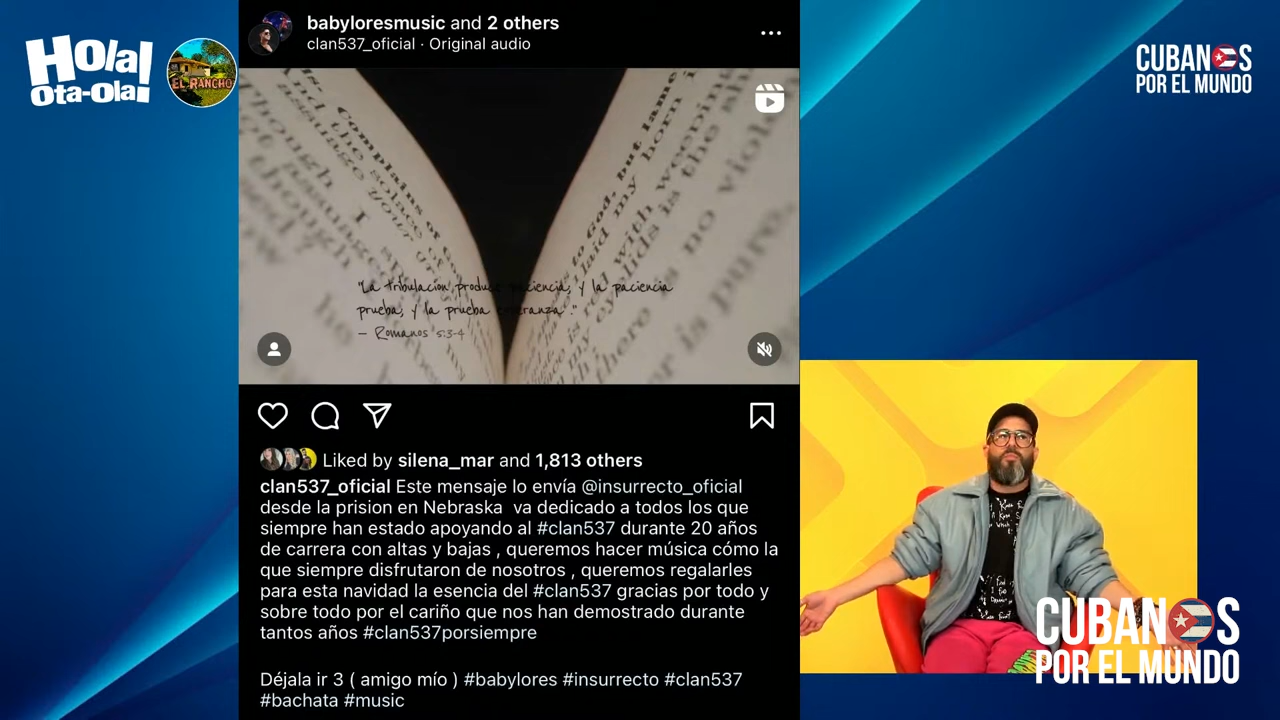 Hola!
Ota-Ola!
EL RANCHO
CUBANOS
POR EL MUNDO
babyloresmusic and 2 others
clan537_oficial · Original audio
Complains of
to God, but lame
"La tribulación produce paciencia, y la paciencia
prueba, y la prueba esperanza."
– Romanos 5:3-4
Liked by silena_mar and 1,813 others
clan537_oficial Este mensaje lo envía @insurrecto_oficial
desde la prision en Nebraska va dedicado a todos los que
siempre han estado apoyando al #clan537 durante 20 años
de carrera con altas y bajas , queremos hacer música cómo la
que siempre disfrutaron de nosotros , queremos regalarles
para esta navidad la esencia del #clan537 gracias por todo y
sobre todo por el cariño que nos han demostrado durante
tantos años #clan537porsiempre
Déjala ir 3 ( amigo mío ) #babylores #insurrecto #clan537
#bachata #music
CUBANOS
POR EL MUNDO